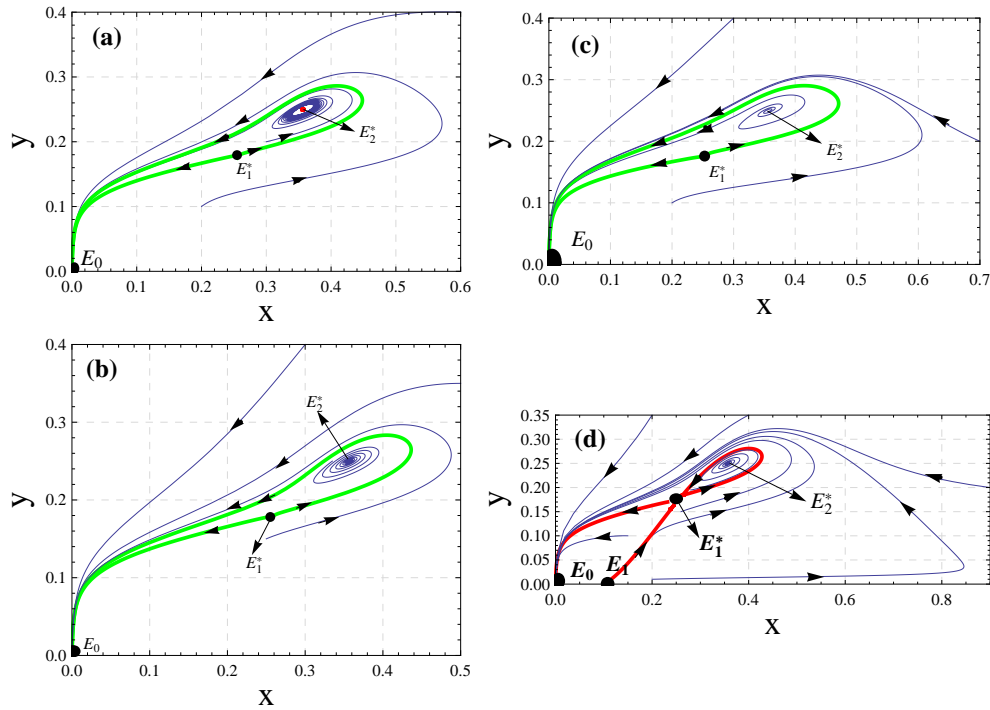 (a)
0.4
0.3
0.2
0.1
0.0
y
E₂*
E₁*
E₀
0.0 0.1 0.2 0.3 0.4 0.5 0.6
x
(c)
0.4
0.3
0.2
0.1
0.0
y
E₂*
E₁*
E₀
0.0 0.1 0.2 0.3 0.4 0.5 0.6 0.7
x
(b)
0.4
0.3
0.2
0.1
0.0
y
E₂*
E₁*
E₀
0.0 0.1 0.2 0.3 0.4 0.5
x
(d)
0.35
0.30
0.25
0.20
0.15
0.10
0.05
0.00
y
E₂*
E₁*
E₀ E₁
0.0 0.2 0.4 0.6 0.8
x